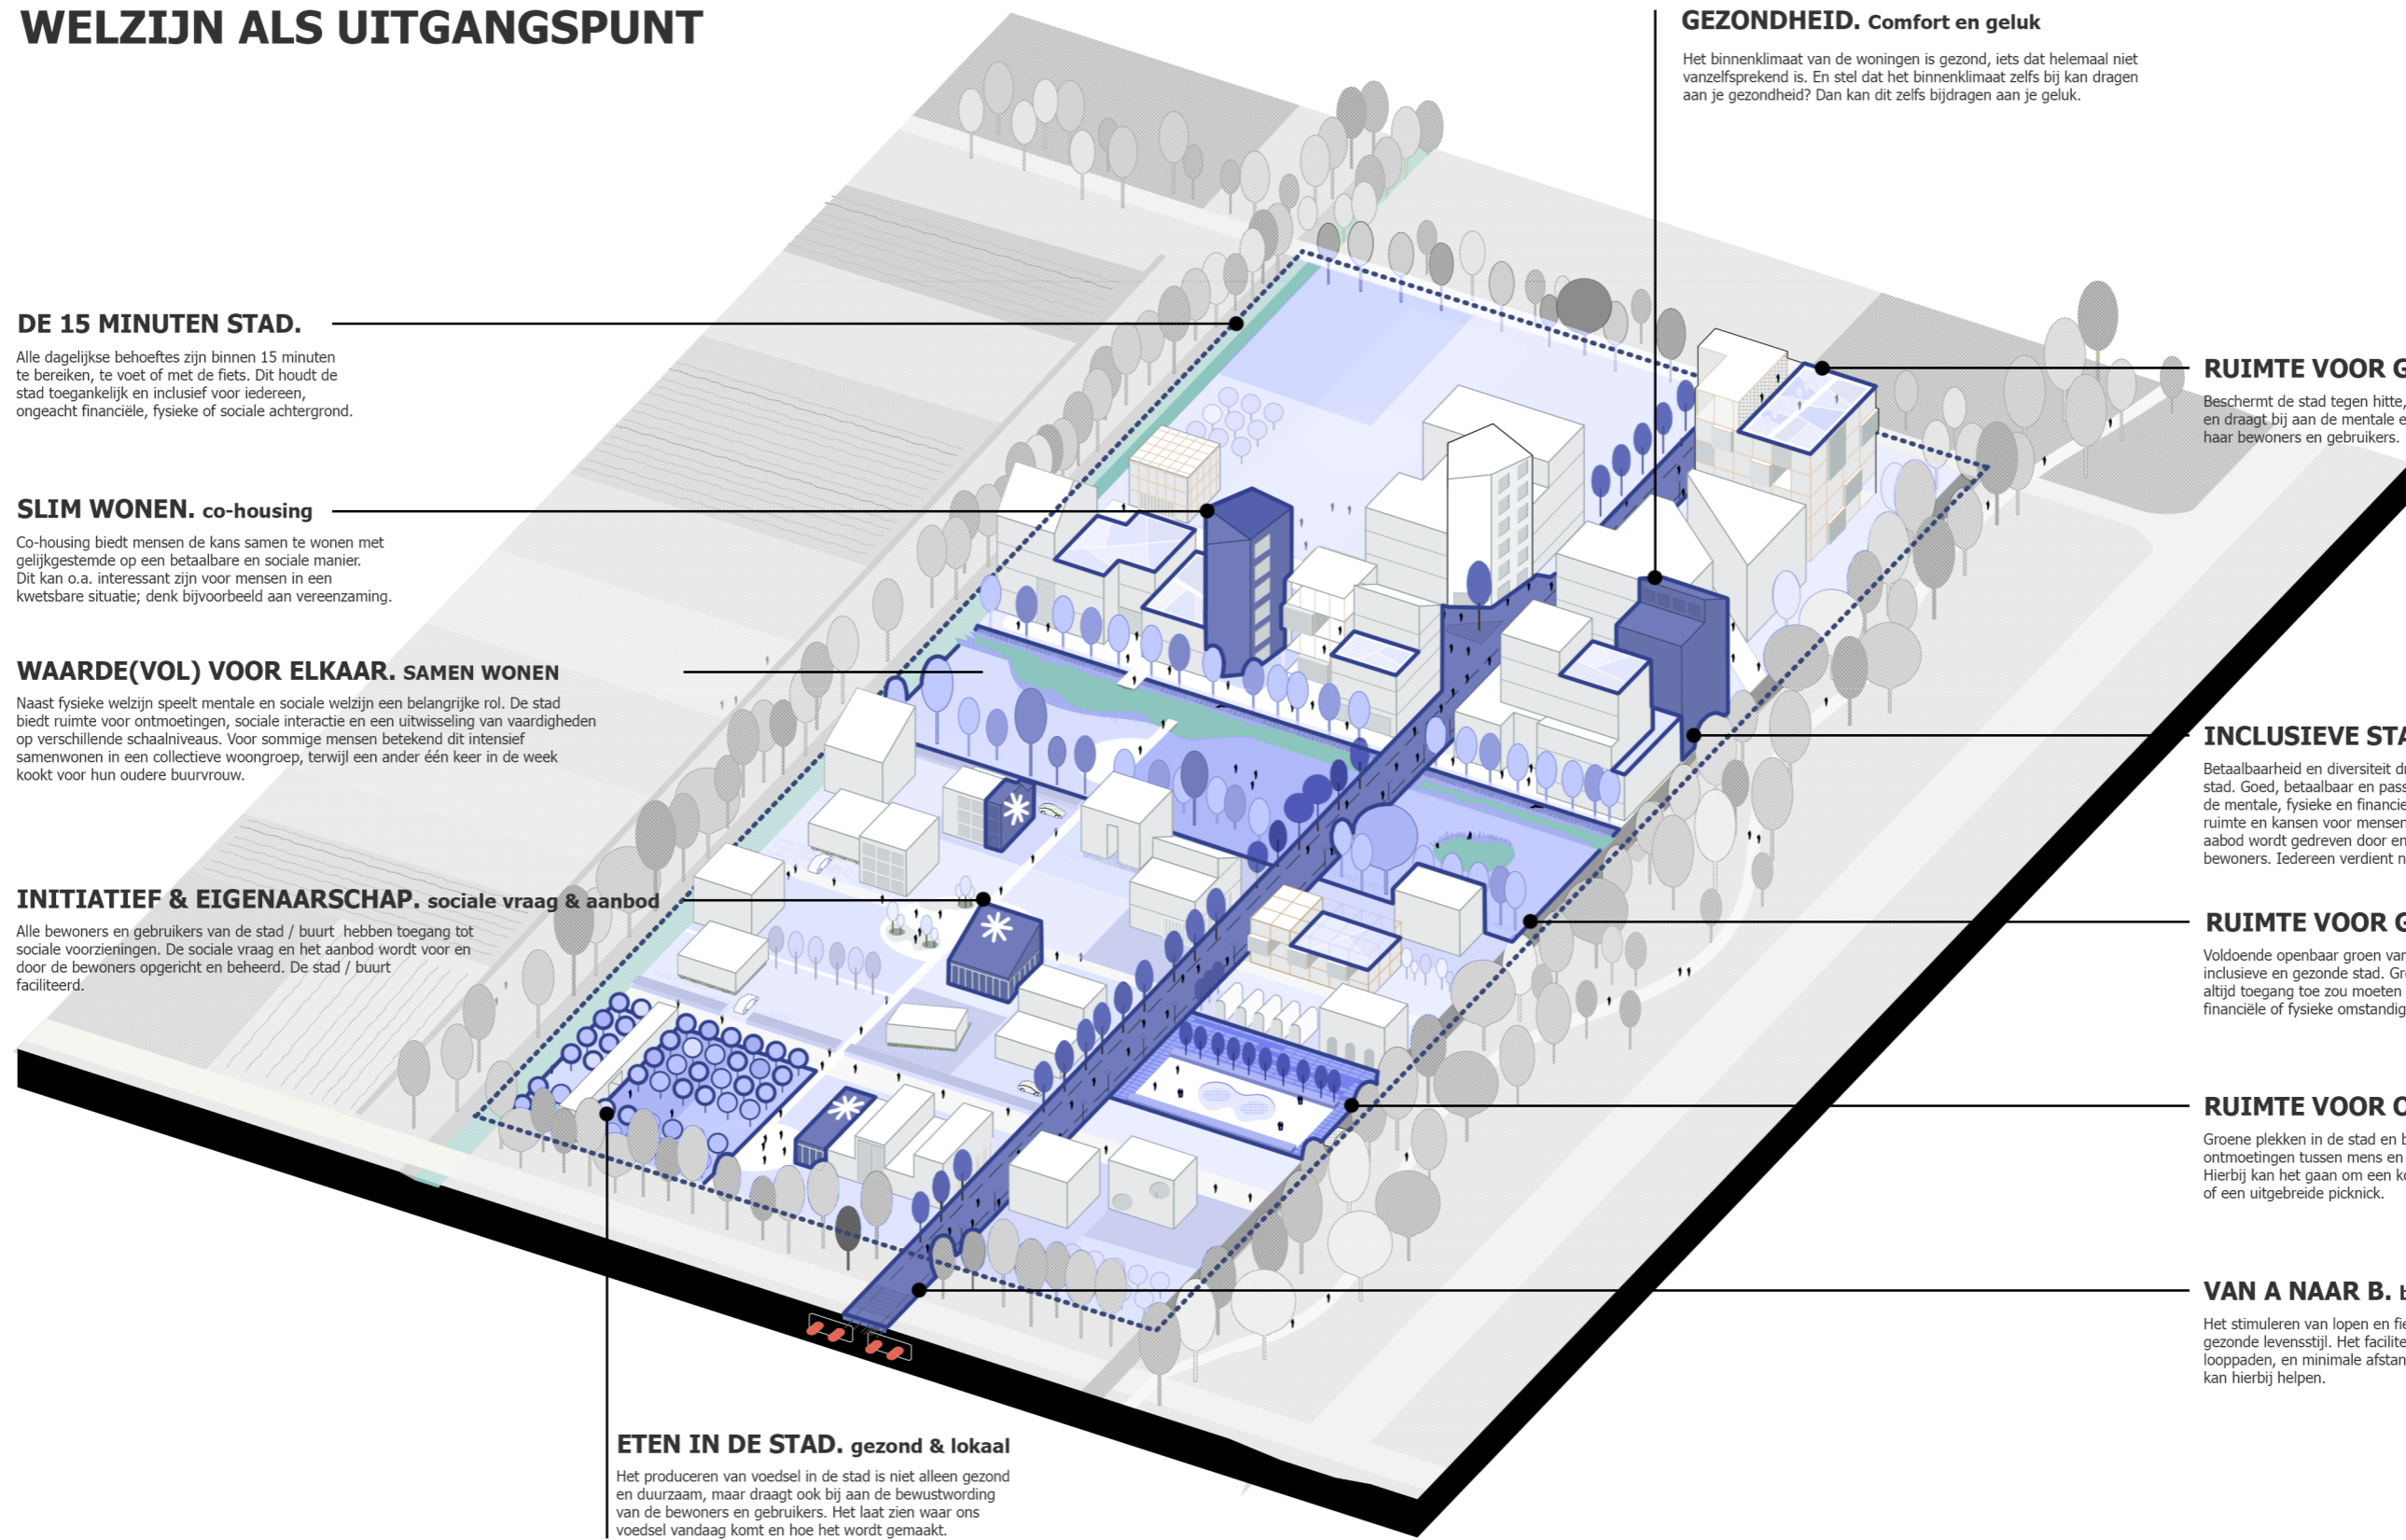 WELZIJN ALS UITGANGSPUNT
GEZONDHEID. Comfort en geluk
Het binnenklimaat van de woningen is gezond, iets dat helemaal niet
vanzelfsprekend is. En stel dat het binnenklimaat zelfs bij kan dragen
aan je gezondheid? Dan kan dit zelfs bijdragen aan je geluk.
DE 15 MINUTEN STAD.
Alle dagelijkse behoeftes zijn binnen 15 minuten
te bereiken, te voet of met de fiets. Dit houdt de
stad toegankelijk en inclusief voor iedereen,
ongeacht financiële, fysieke of sociale achtergrond.
SLIM WONEN. co-housing
Co-housing biedt mensen de kans samen te wonen met
gelijkgestemde op een betaalbare en sociale manier.
Dit kan o.a. interessant zijn voor mensen in een
kwetsbare situatie; denk bijvoorbeeld aan vereenzaming.
WAARDE(VOL) VOOR ELKAAR. SAMEN WONEN
Naast fysieke welzijn speelt mentale en sociale welzijn een belangrijke rol. De stad
biedt ruimte voor ontmoetingen, sociale interactie en een uitwisseling van vaardigheden
op verschillende schaalniveaus. Voor sommige mensen betekend dit intensief
samenwonen in een collectieve woongroep, terwijl een ander één keer in de week
kookt voor hun oudere buurvrouw.
INITIATIEF & EIGENAARSCHAP. sociale vraag & aanbod
Alle bewoners en gebruikers van de stad / buurt hebben toegang tot
sociale voorzieningen. De sociale vraag en het aanbod wordt voor en
door de bewoners opgericht en beheerd. De stad / buurt
faciliteerd.
ETEN IN DE STAD. gezond & lokaal
Het produceren van voedsel in de stad is niet alleen gezond
en duurzaam, maar draagt ook bij aan de bewustwording
van de bewoners en gebruikers. Het laat zien waar ons
voedsel vandaag komt en hoe het wordt gemaakt.
RUIMTE VOOR G
Beschermt de stad tegen hitte,
en draagt bij aan de mentale e
haar bewoners en gebruikers.
INCLUSIEVE STA
Betaalbaarheid en diversiteit dr
stad. Goed, betaalbaar en pass
de mentale, fysieke en financie
ruimte en kansen voor mensen
aabod wordt gedreven door en
bewoners. Iedereen verdient n
RUIMTE VOOR G
Voldoende openbaar groen var
inclusieve en gezonde stad. Gr
altijd toegang toe zou moeten
financiële of fysieke omstandig
RUIMTE VOOR O
Groene plekken in de stad en b
ontmoetingen tussen mens en
Hierbij kan het gaan om een ko
of een uitgebreide picknick.
VAN A NAAR B. b
Het stimuleren van lopen en fie
gezonde levensstijl. Het facilite
looppaden, en minimale afstan
kan hierbij helpen.